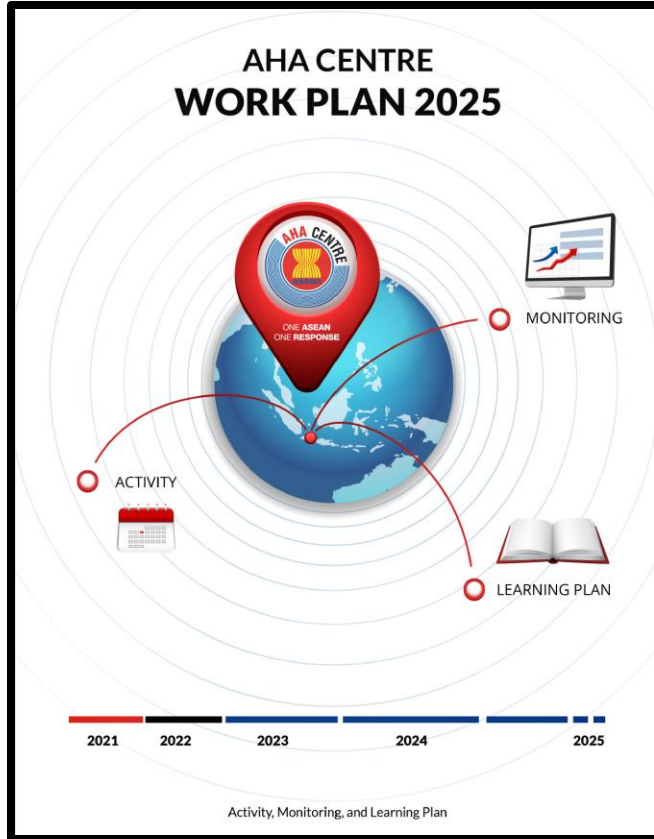 AHA CENTRE
WORK PLAN 2025
AHA CENTRE
asean
ONE ASEAN
ONE RESPONSE
MONITORING
ACTIVITY
LEARNING PLAN
2021 2022 2023 2024 2025
Activity, Monitoring, and Learning Plan